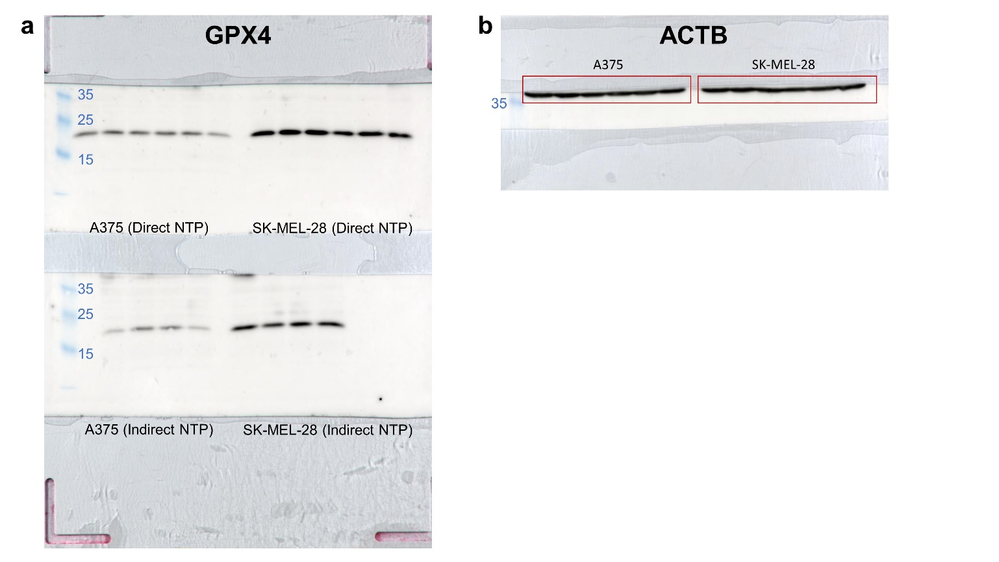 a
GPX4
35
25
15
A375 (Direct NTP)
SK-MEL-28 (Direct NTP)
35
25
15
A375 (Indirect NTP)
SK-MEL-28 (Indirect NTP)
b
ACTB
A375
SK-MEL-28
35